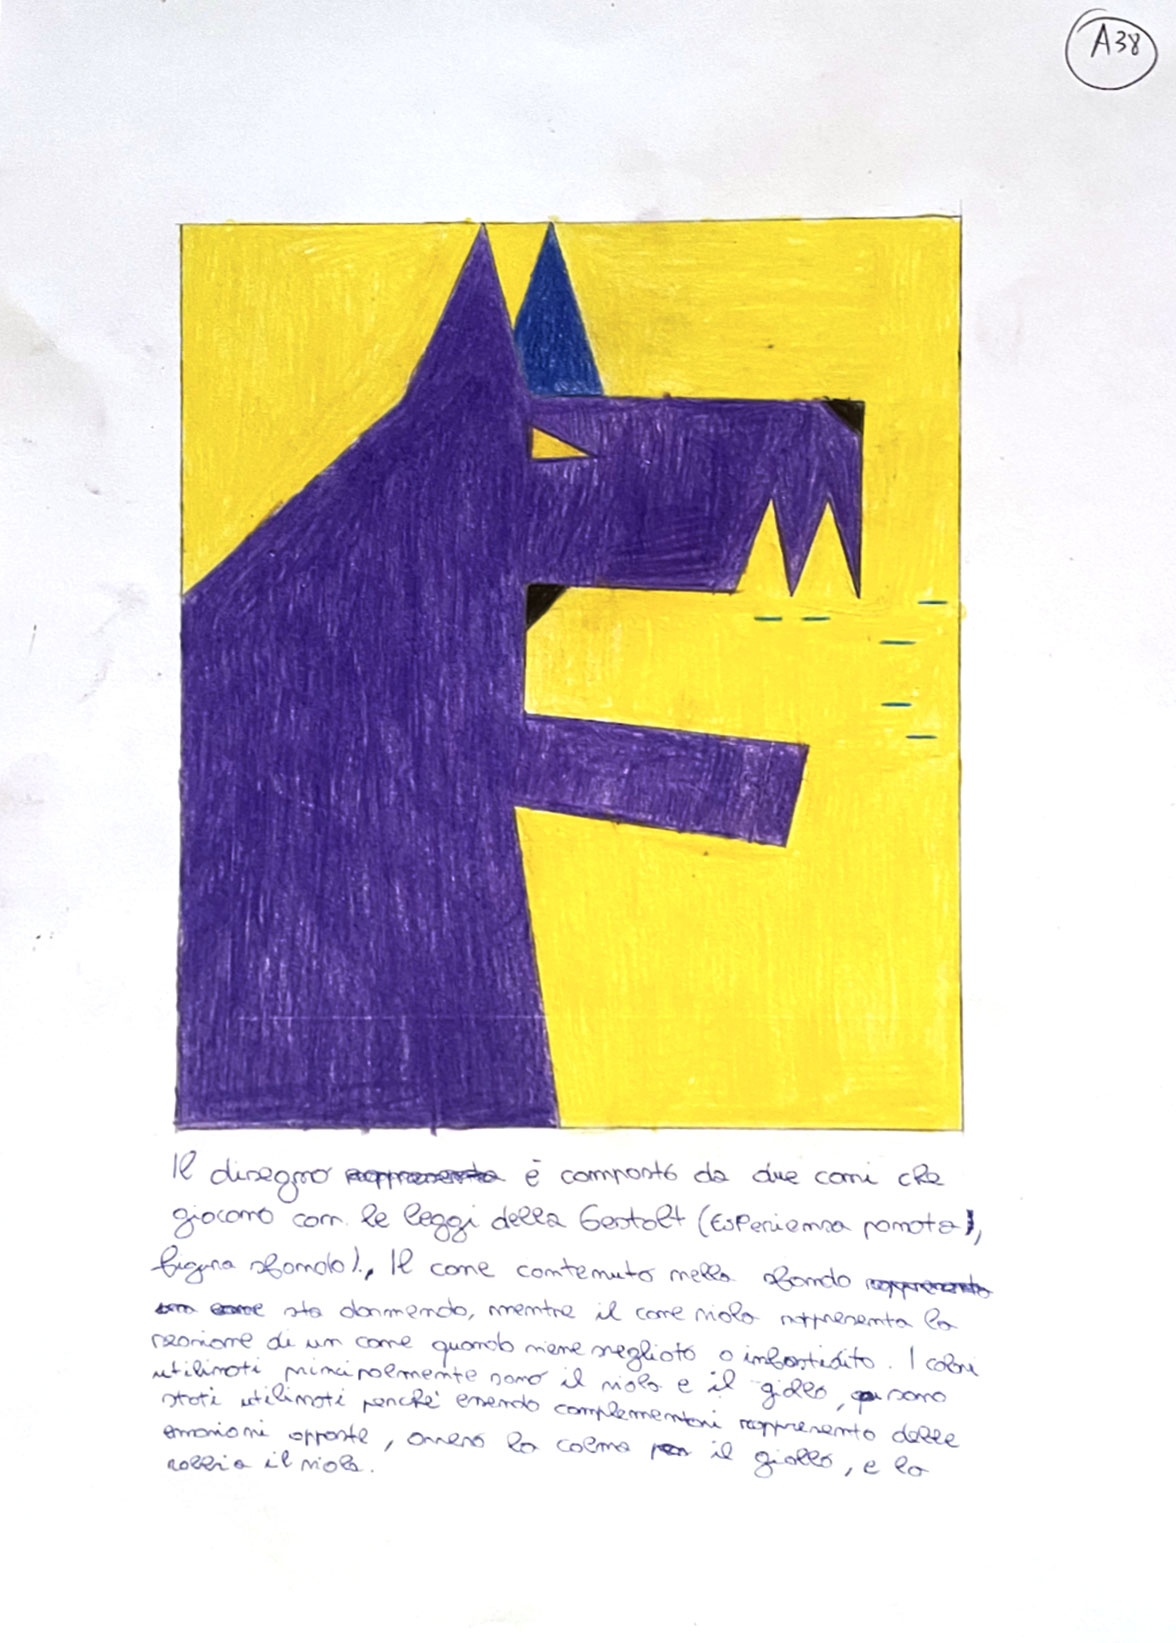 A38
Il disegno rappresenta è composto da due cani che
giocano con le leggi della Gestalt (Esperienza passata),
figura sfondo). Il cane contenuto nello sfondo rappresenta
un cane sta dormendo, mentre il cane viola rappresenta la
reazione di un cane quando viene svegliato o infastidito. I colori
utilizzati principalmente sono il viola e il giallo, sono
stati utilizzati perché essendo complementari rappresento delle
emozioni opposte, ovvero la calma per il giallo, e la
rabbia il viola.